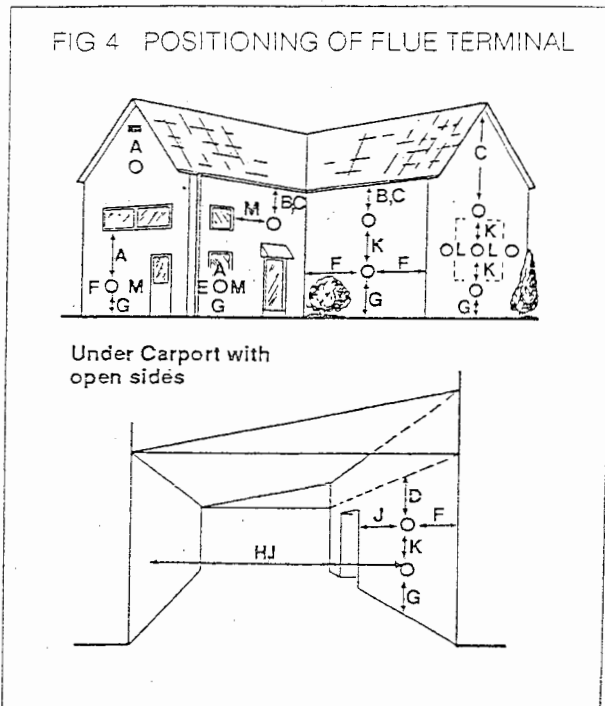 FIG 4 POSITIONING OF FLUE TERMINAL
A
C
B,C
B,C
M
K
K
A
L
L
F
F
K
A
F
M
E
M
G
G
G
G
Under Carport with
open sides
D
J
F
K
HJ
G